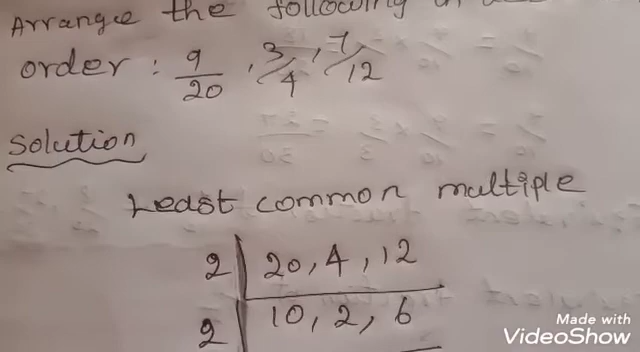 Arrange the following in
order : 9/20 , 3/4 , 7/12
Solution
Least common multiple
2 | 20, 4, 12
2 | 10, 2, 6
Made with
VideoShow